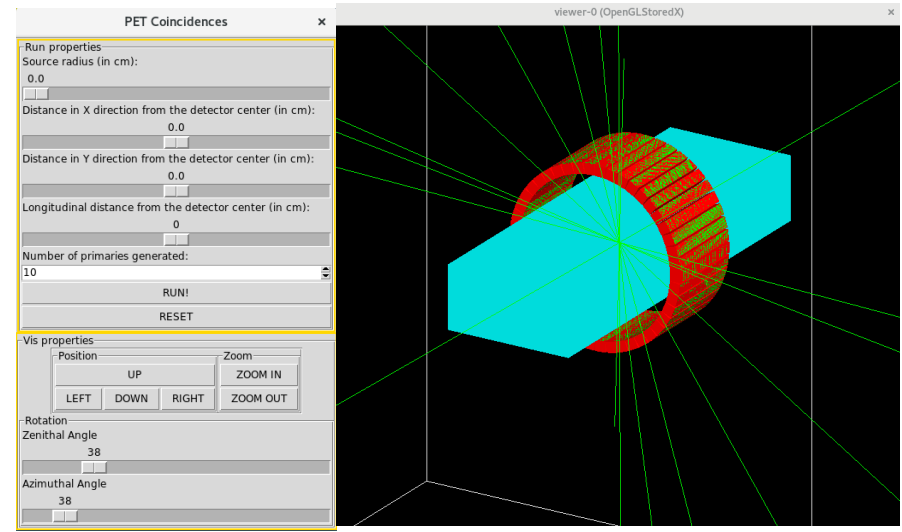 PET Coincidences
×
viewer-0 (OpenGLStoredX)
×
Run properties
Source radius (in cm):
0.0
Distance in X direction from the detector center (in cm):
0.0
Distance in Y direction from the detector center (in cm):
0.0
Longitudinal distance from the detector center (in cm):
0
Number of primaries generated:
10
RUN!
RESET
Vis properties
Position
Zoom
UP
ZOOM IN
LEFT
DOWN
RIGHT
ZOOM OUT
Rotation
Zenithal Angle
38
Azimuthal Angle
38